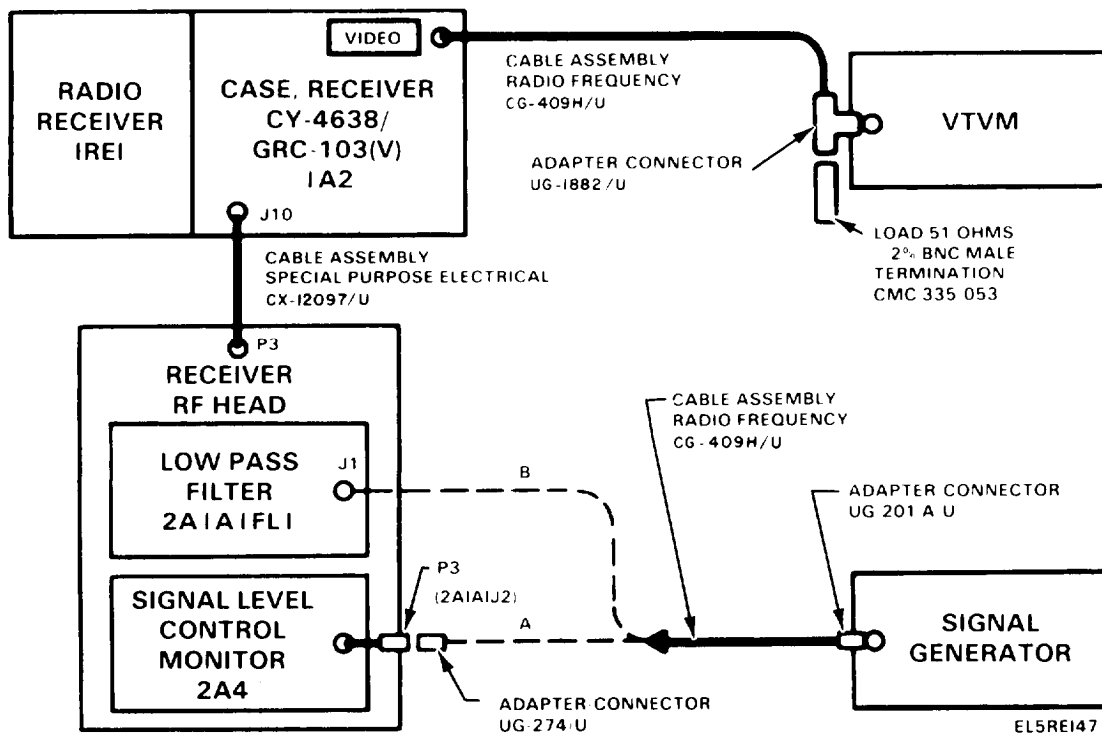 VIDEO
RADIO
RECEIVER
IREI
CASE, RECEIVER
CY-4638/
GRC-103(V)
1A2
J10
CABLE ASSEMBLY
RADIO FREQUENCY
CG-409H/U
VTVM
ADAPTER CONNECTOR
UG-1882/U
LOAD 51 OHMS
2% BNC MALE
TERMINATION
CMC 335 053
CABLE ASSEMBLY
SPECIAL PURPOSE ELECTRICAL
CX-12097/U
P3
RECEIVER
RF HEAD
LOW PASS
FILTER
2A1A1FL1
J1
B
CABLE ASSEMBLY
RADIO FREQUENCY
CG-409H/U
ADAPTER CONNECTOR
UG 201 A U
SIGNAL LEVEL
CONTROL
MONITOR
2A4
P3
(2A1A1J2)
A
ADAPTER CONNECTOR
UG-274/U
SIGNAL
GENERATOR
EL5REI47